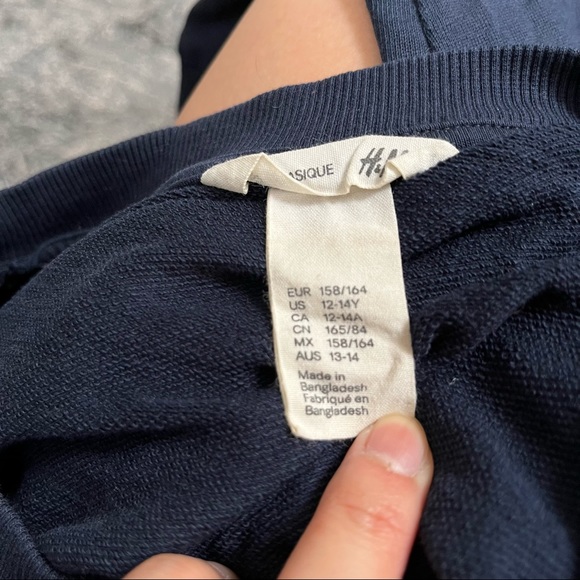 ASIQUE H&M
EUR 158/164
US 12-14Y
CA 12-14A
CN 165/84
MX 158/164
AUS 13-14
Made in
Bangladesh
Fabriqué en
Bangladesh